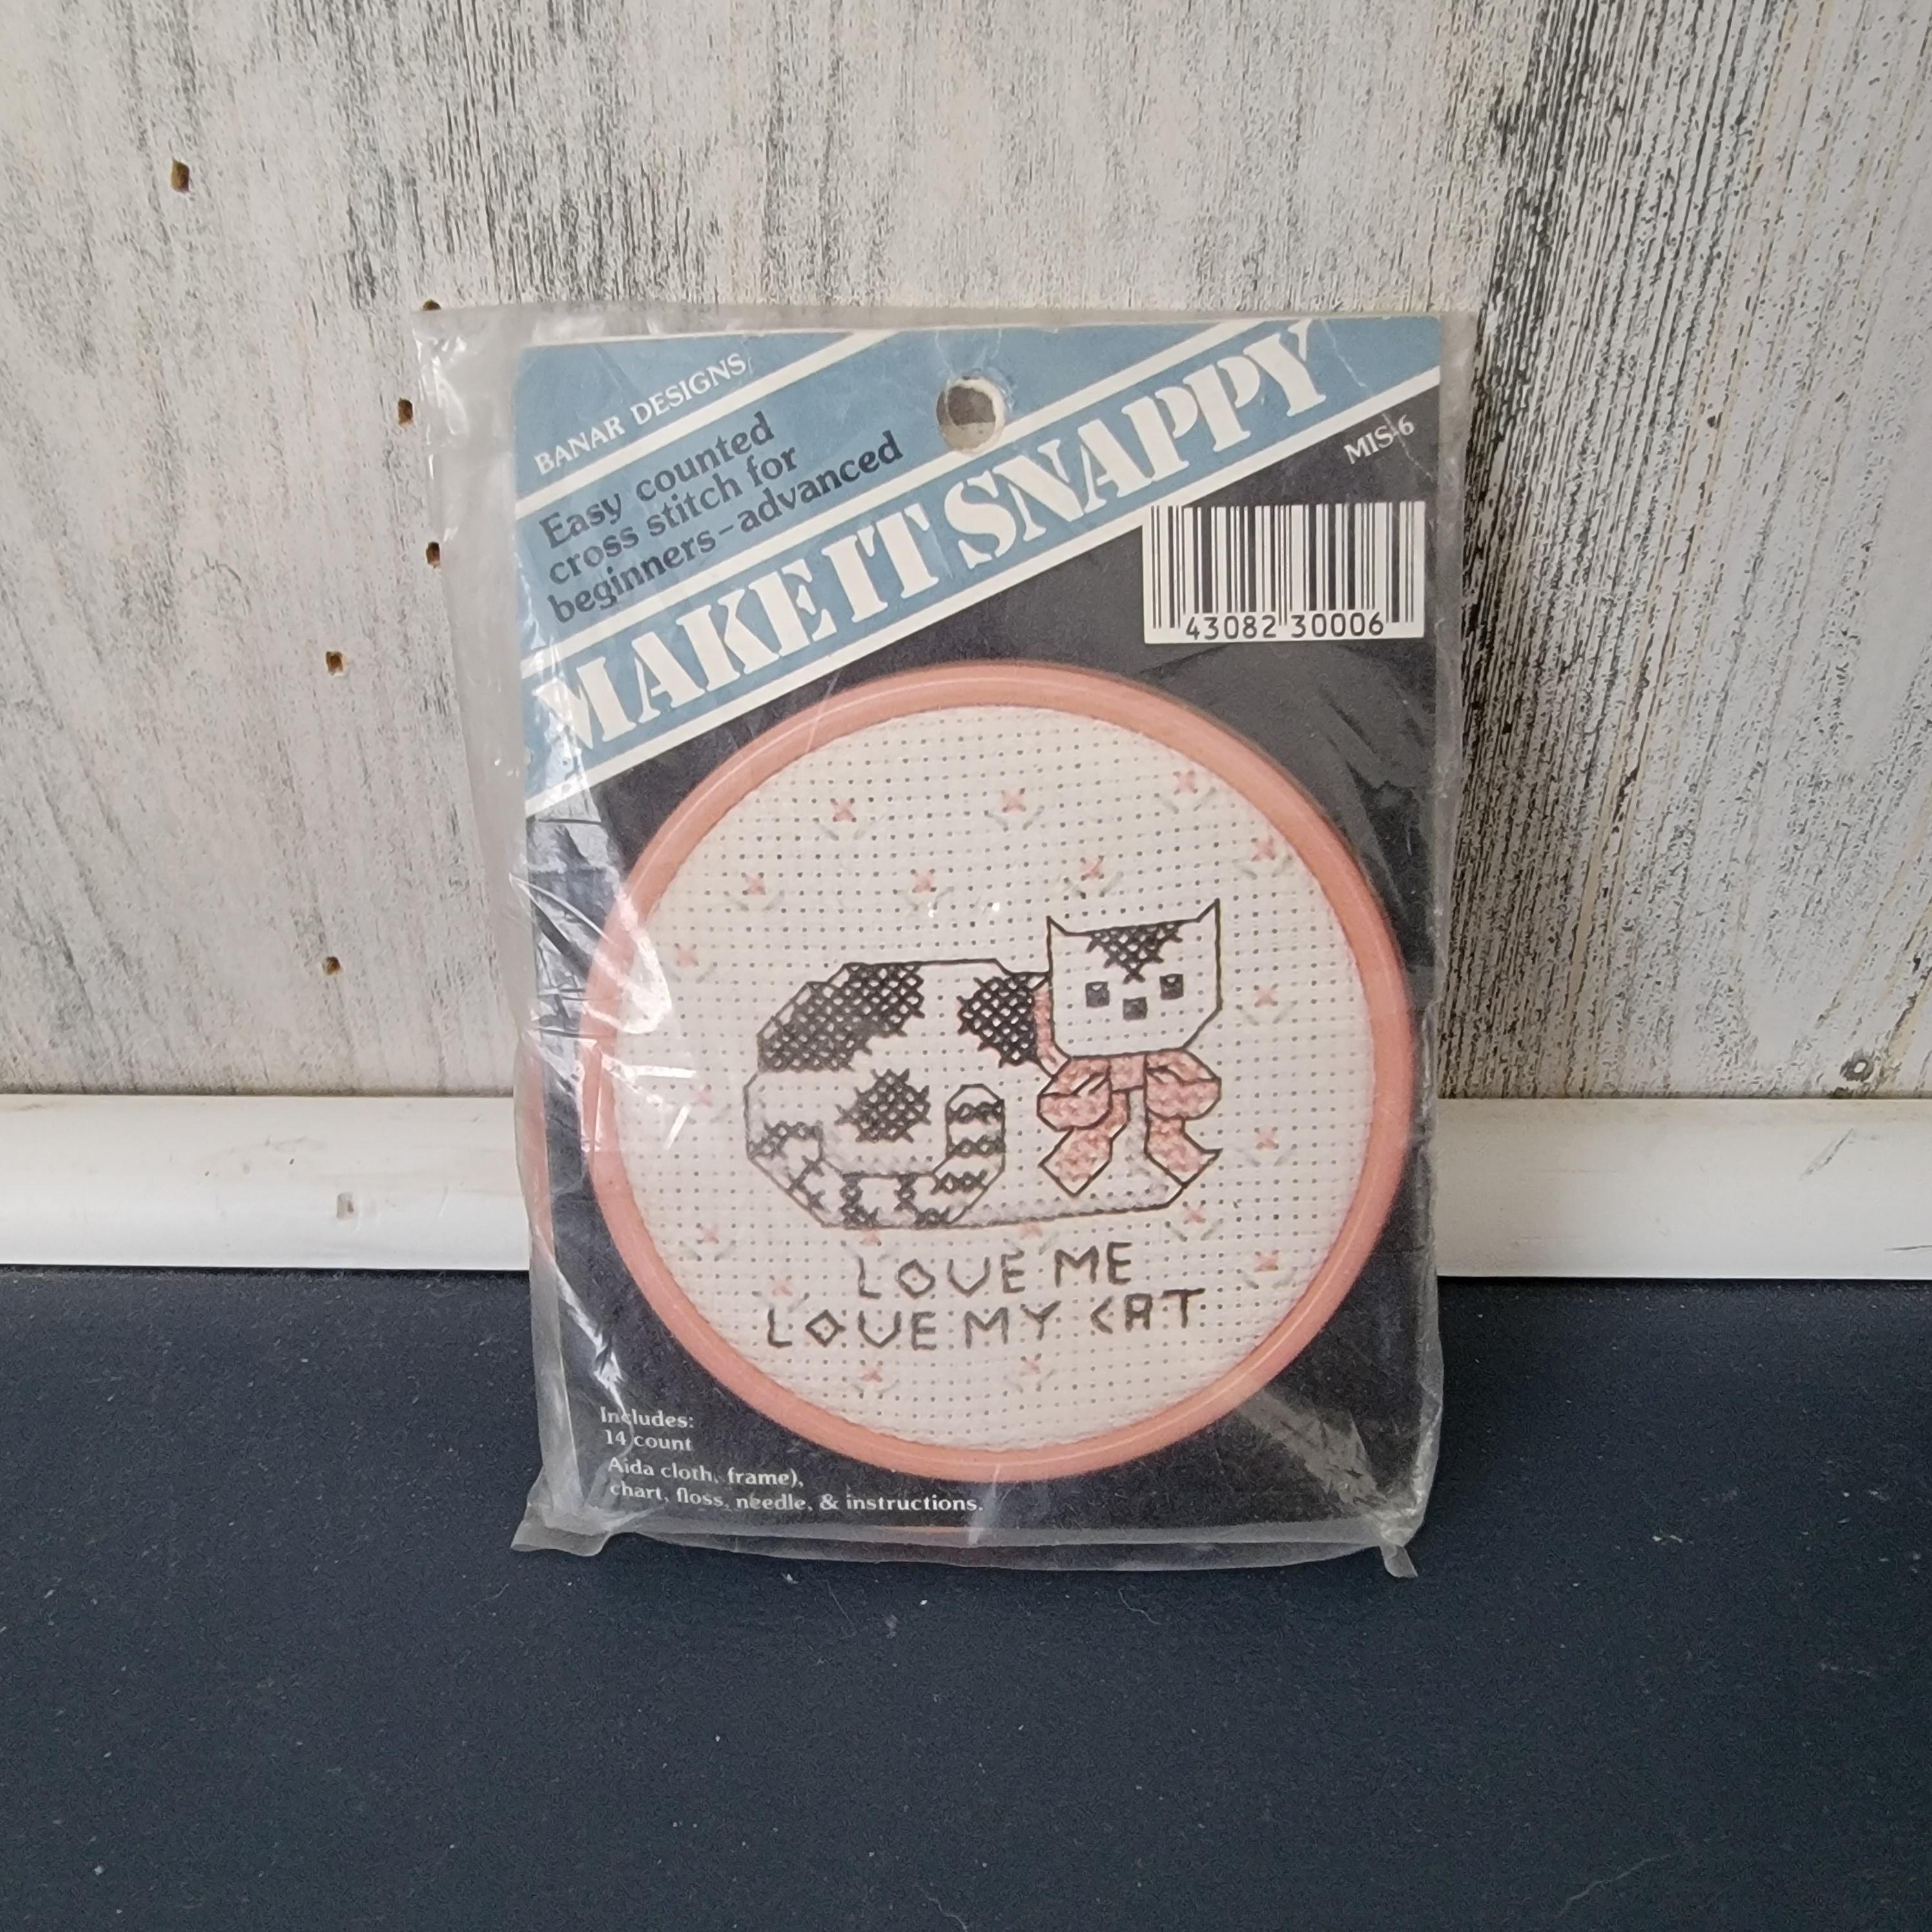 BANAR DESIGNS
Easy counted
cross stitch for
beginners–advanced
MAKE IT SNAPPY
MIS-6
43082 30006
LOVE ME
LOVE MY CAT
Includes:
14 count
Aida cloth, frame),
chart, floss, needle, & instructions.